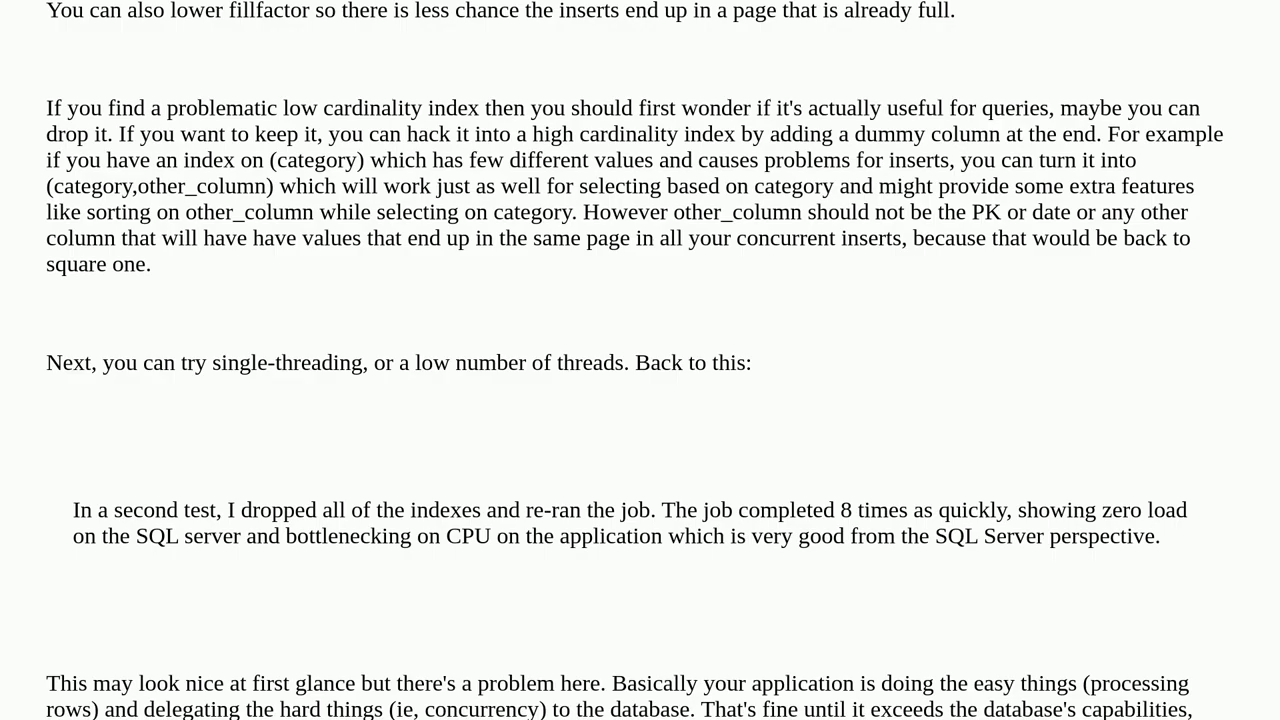 You can also lower fillfactor so there is less chance the inserts end up in a page that is already full.
If you find a problematic low cardinality index then you should first wonder if it's actually useful for queries, maybe you can
drop it. If you want to keep it, you can hack it into a high cardinality index by adding a dummy column at the end. For example
if you have an index on (category) which has few different values and causes problems for inserts, you can turn it into
(category,other_column) which will work just as well for selecting based on category and might provide some extra features
like sorting on other_column while selecting on category. However other_column should not be the PK or date or any other
column that will have have values that end up in the same page in all your concurrent inserts, because that would be back to
square one.
Next, you can try single-threading, or a low number of threads. Back to this:
In a second test, I dropped all of the indexes and re-ran the job. The job completed 8 times as quickly, showing zero load
on the SQL server and bottlenecking on CPU on the application which is very good from the SQL Server perspective.
This may look nice at first glance but there's a problem here. Basically your application is doing the easy things (processing
rows) and delegating the hard things (ie, concurrency) to the database. That's fine until it exceeds the database's capabilities,